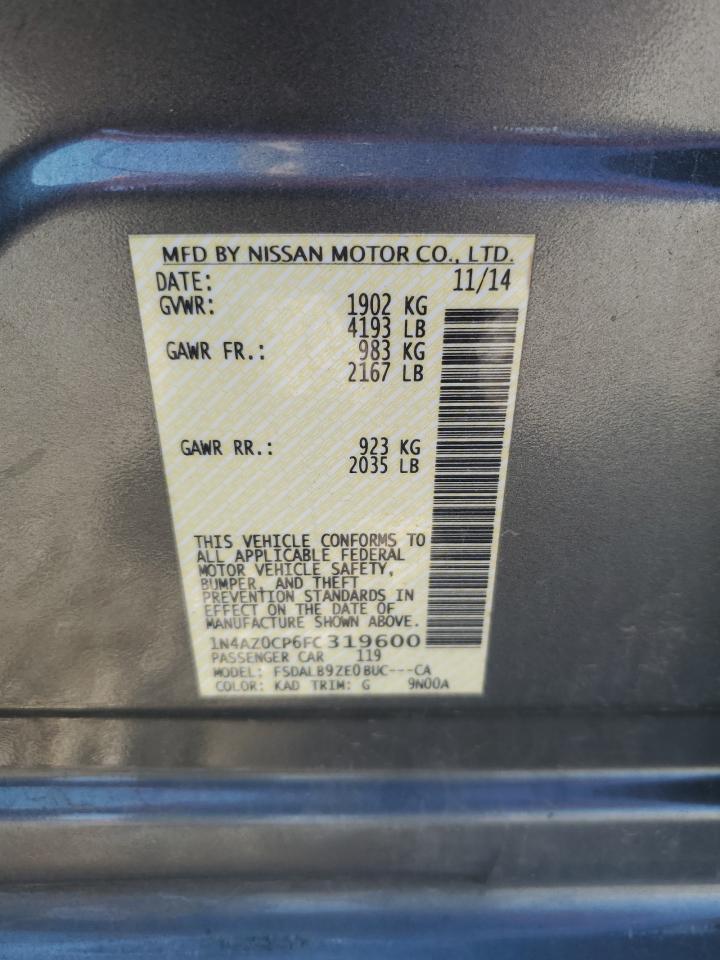 MFD BY NISSAN MOTOR CO., LTD.
DATE: 11/14
GVWR: 1902 KG
4193 LB
GAWR FR.: 983 KG
2167 LB
GAWR RR.: 923 KG
2035 LB
THIS VEHICLE CONFORMS TO
ALL APPLICABLE FEDERAL
MOTOR VEHICLE SAFETY,
BUMPER, AND THEFT
PREVENTION STANDARDS IN
EFFECT ON THE DATE OF
MANUFACTURE SHOWN ABOVE.
1N4AZ0CP6FC319600
PASSENGER CAR 119
MODEL: FSDALB9ZE0BUC---CA
COLOR: KAD TRIM: G 9N00A